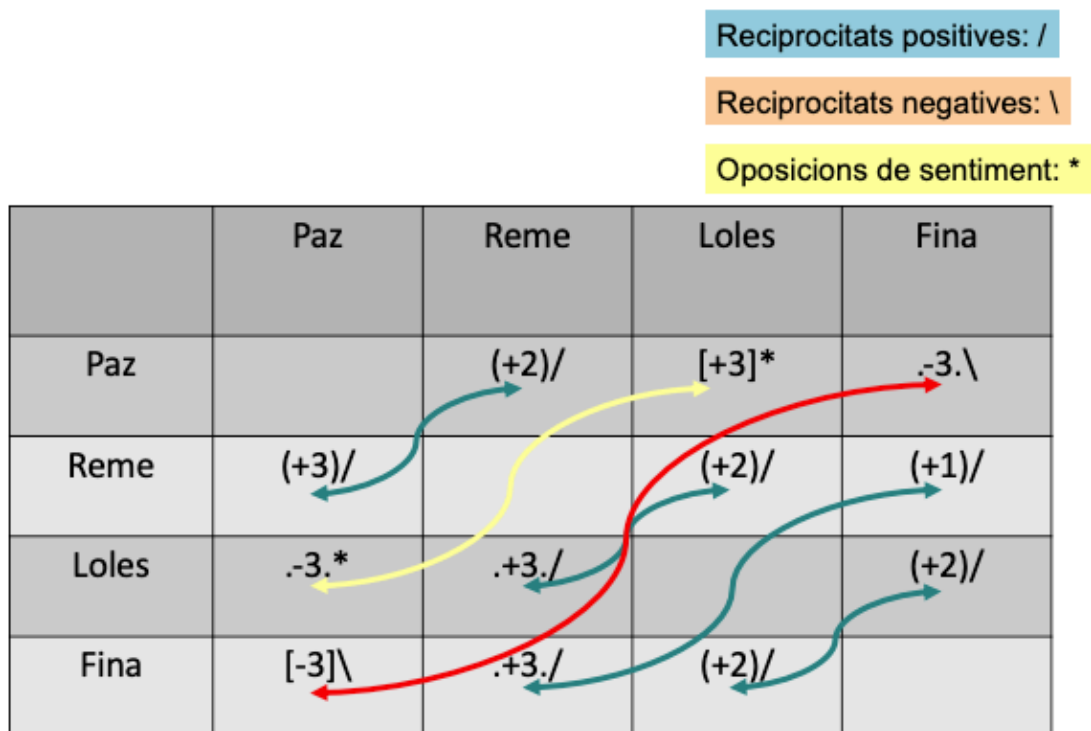 Reciprocitats positives: /
Reciprocitats negatives: \
Oposicions de sentiment: *
Paz Reme Loles Fina
Paz (+2)/ [+3]* .-3.\
Reme (+3)/ (+2)/ (+1)/
Loles .-3.* .+3./ (+2)/
Fina [-3]\ .+3./ (+2)/